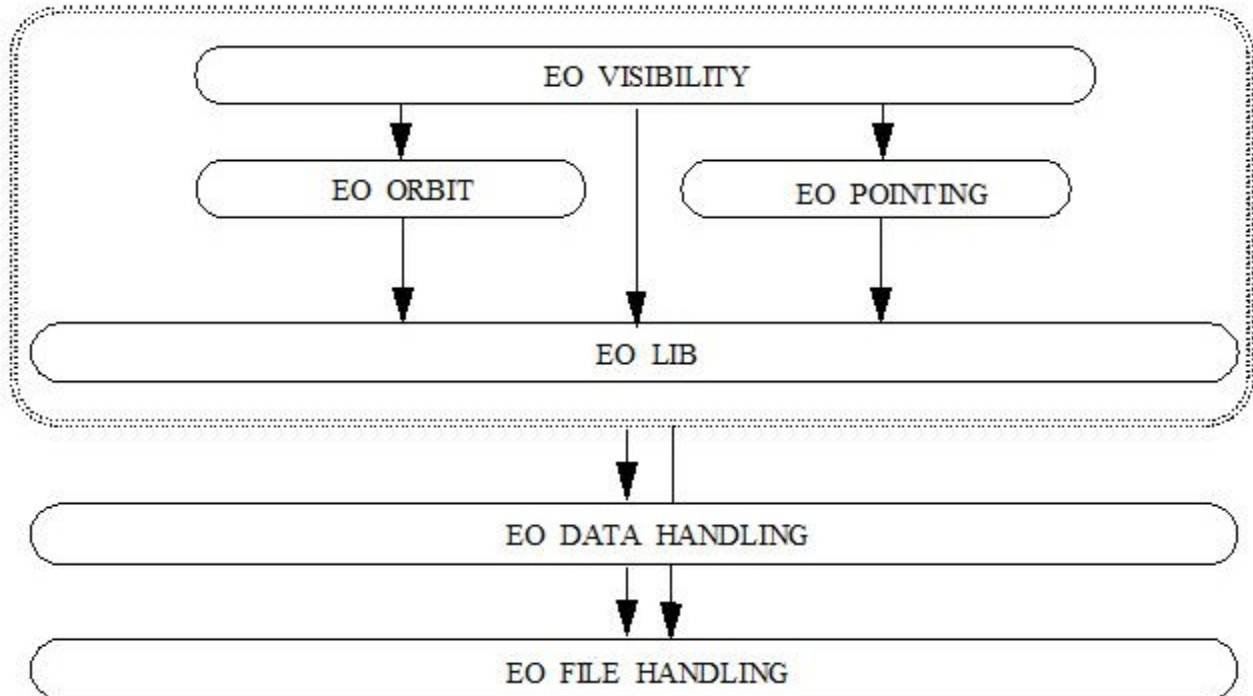 EO VISIBILITY
EO ORBIT
EO POINTING
EO LIB
EO DATA HANDLING
EO FILE HANDLING